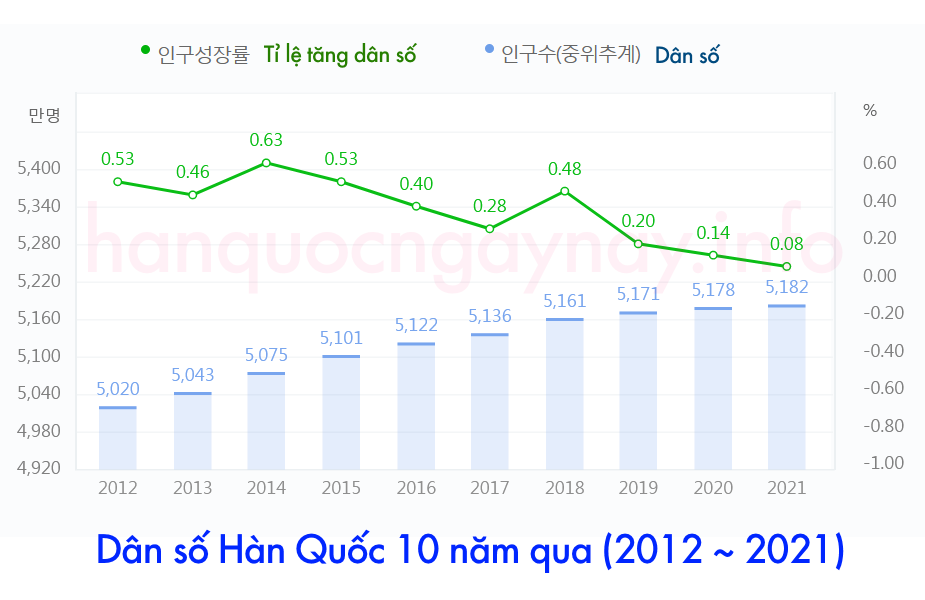 인구성장률 Tỉ lệ tăng dân số 인구수(중위추계) Dân số
만명 %
0.53 0.46 0.63 0.53 0.40 0.28 0.48 0.20 0.14 0.08
5,400 5,340 5,280 5,220 5,160 5,100 5,040 4,980 4,920
0.60 0.40 0.20 0.00 -0.20 -0.40 -0.60 -0.80 -1.00
hanquocngaynay.info
5,020 5,043 5,075 5,101 5,122 5,136 5,161 5,171 5,178 5,182
2012 2013 2014 2015 2016 2017 2018 2019 2020 2021
Dân số Hàn Quốc 10 năm qua (2012 ~ 2021)